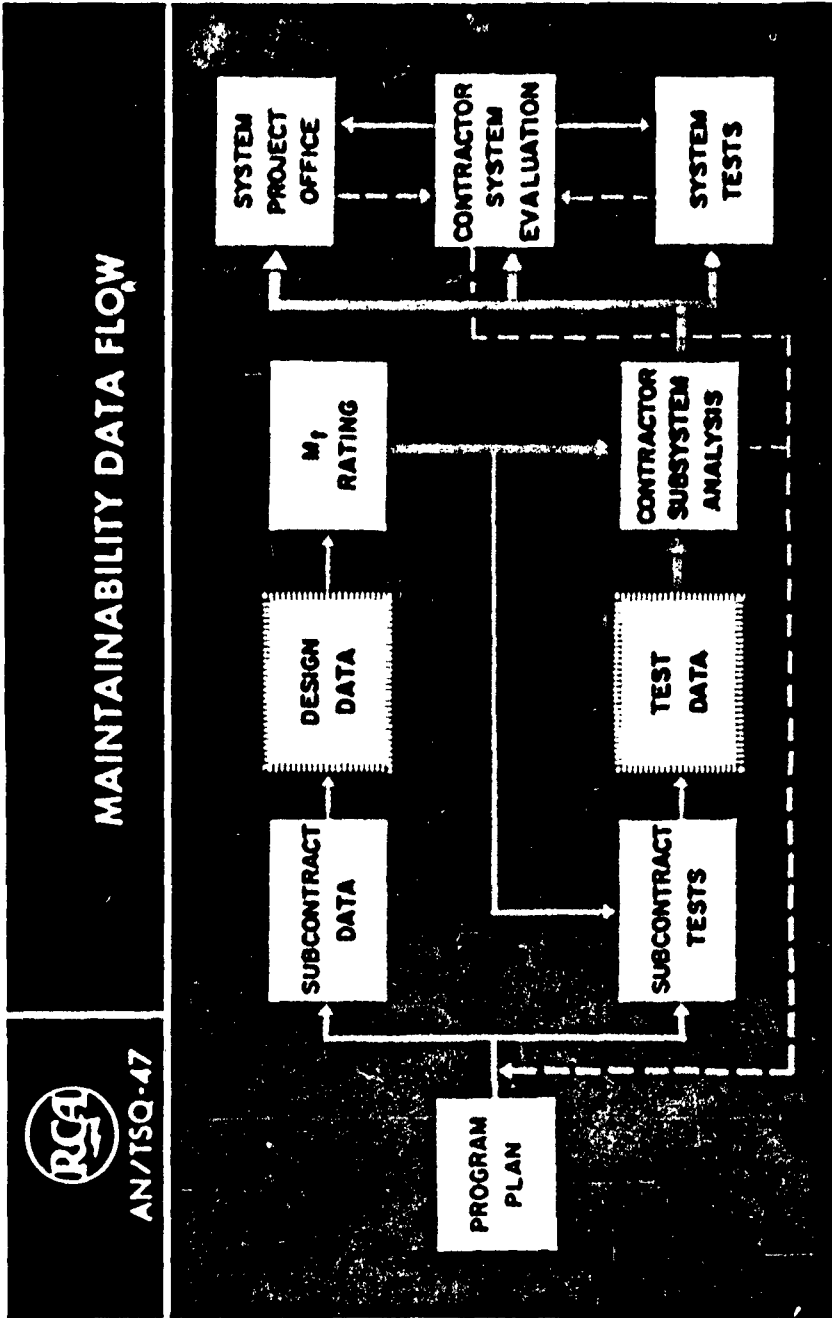 RCA
AN/TSQ-47
MAINTAINABILITY DATA FLOW
PROGRAM
PLAN
SUBCONTRACT
DATA
DESIGN
DATA
Mf
RATING
SYSTEM
PROJECT
OFFICE
CONTRACTOR
SYSTEM
EVALUATION
SUBCONTRACT
TESTS
TEST
DATA
CONTRACTOR
SUBSYSTEM
ANALYSIS
SYSTEM
TESTS